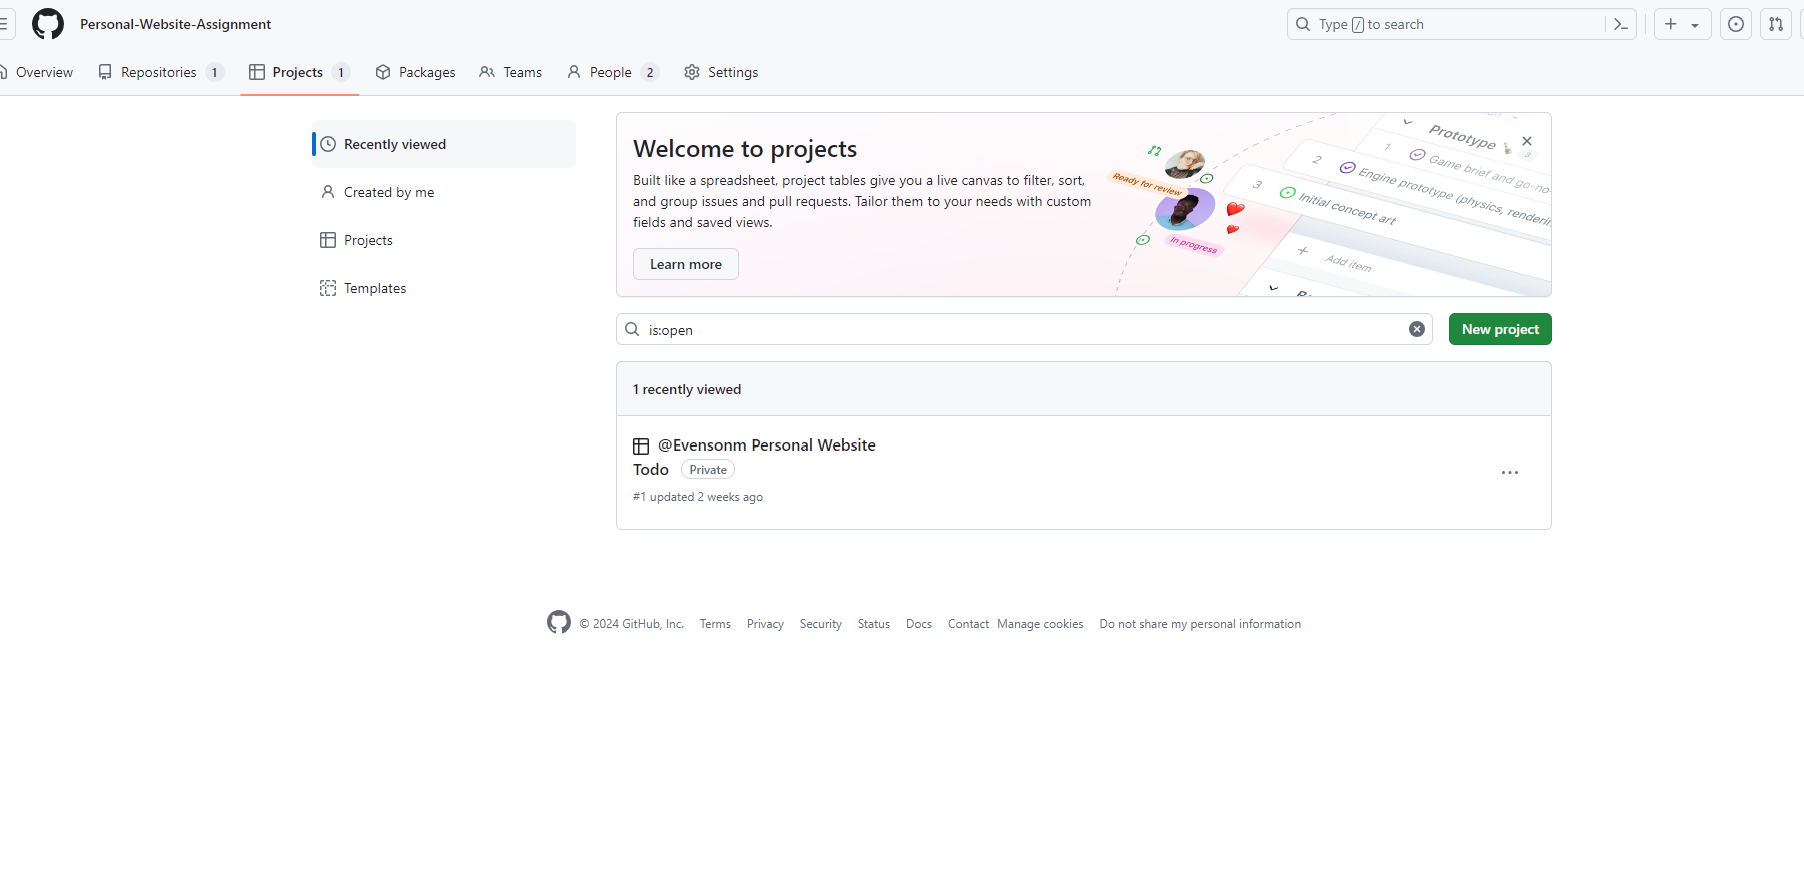 Personal-Website-Assignment
Type / to search
Overview
Repositories 1
Projects 1
Packages
Teams
People 2
Settings
Recently viewed
Created by me
Projects
Templates
Welcome to projects
Built like a spreadsheet, project tables give you a live canvas to filter, sort,
and group issues and pull requests. Tailor them to your needs with custom
fields and saved views.
Learn more
Ready for review
In progress
Prototype
3
1 Game brief and go-no-
2 Engine prototype (physics, renderin
3 Initial concept art
Add item
is:open
New project
1 recently viewed
@Evensonm Personal Website
Todo Private
#1 updated 2 weeks ago
© 2024 GitHub, Inc. Terms Privacy Security Status Docs Contact Manage cookies Do not share my personal information